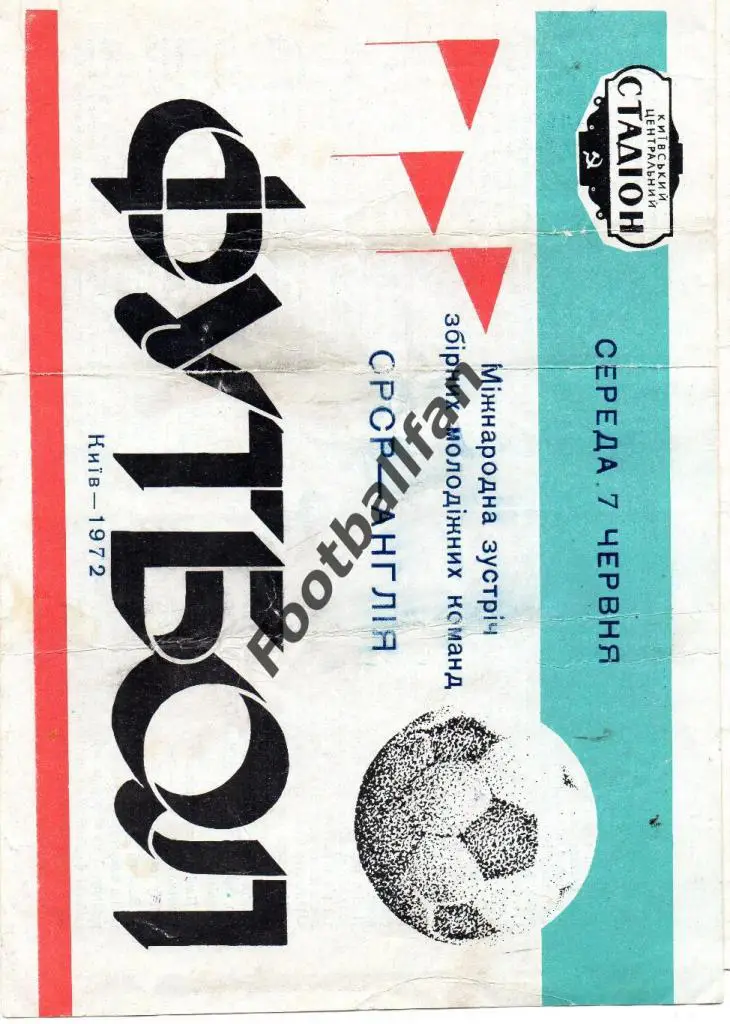 КИЇВСЬКИЙ
ЦЕНТРАЛЬНИЙ
СТАДІОН
СЕРЕДА. 7 ЧЕРВНЯ
Міжнародна зустріч
збірних молодіжних команд
СРСР—АНГЛІЯ
ФУТБОЛ
Київ—1972
Footballfan